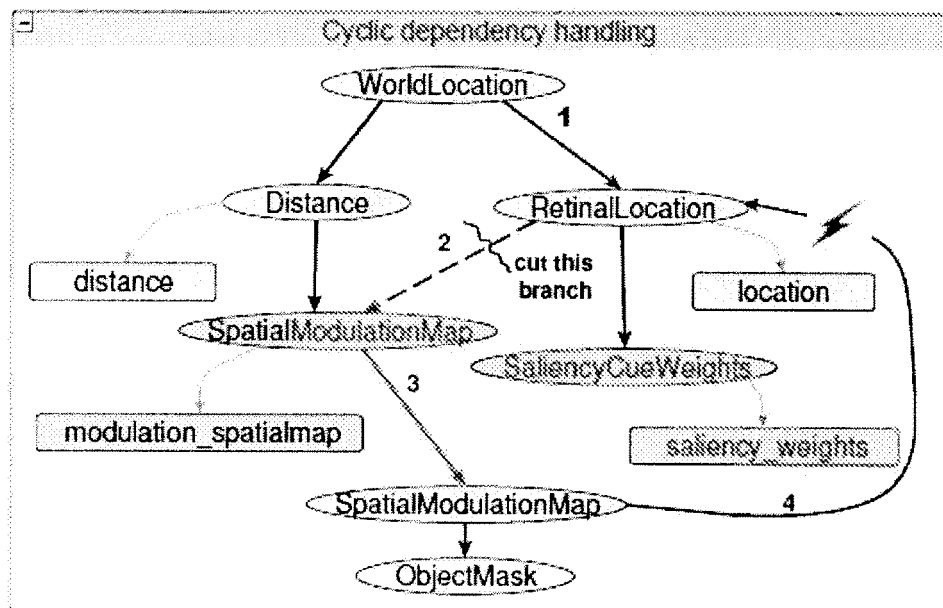 Cyclic dependency handling
WorldLocation
1
Distance
RetinalLocation
2
cut this
branch
distance
location
SpatialModulationMap
3
SaliencyCueWeights
modulation_spatialmap
saliency_weights
SpatialModulationMap
4
ObjectMask